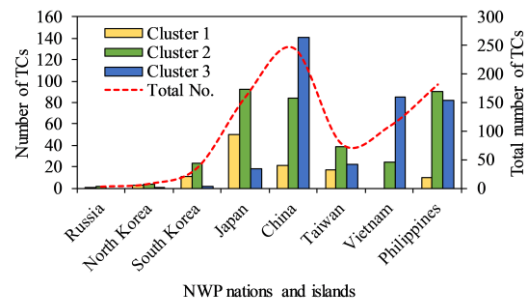 Number of TCs
160
140
120
100
80
60
40
20
0
Cluster 1
Cluster 2
Cluster 3
Total No.
300
250
200
150
100
50
0
Total number of TCs
Russia
North Korea
South Korea
Japan
China
Taiwan
Vietnam
Philippines
NWP nations and islands